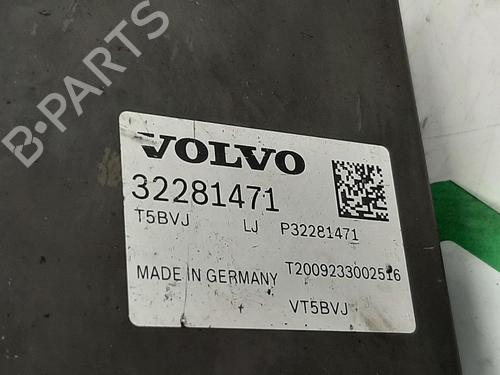 B-PARTS
VOLVO
32281471
T5BVJ LJ P32281471
MADE IN GERMANY T2009233002516
VT5BVJ